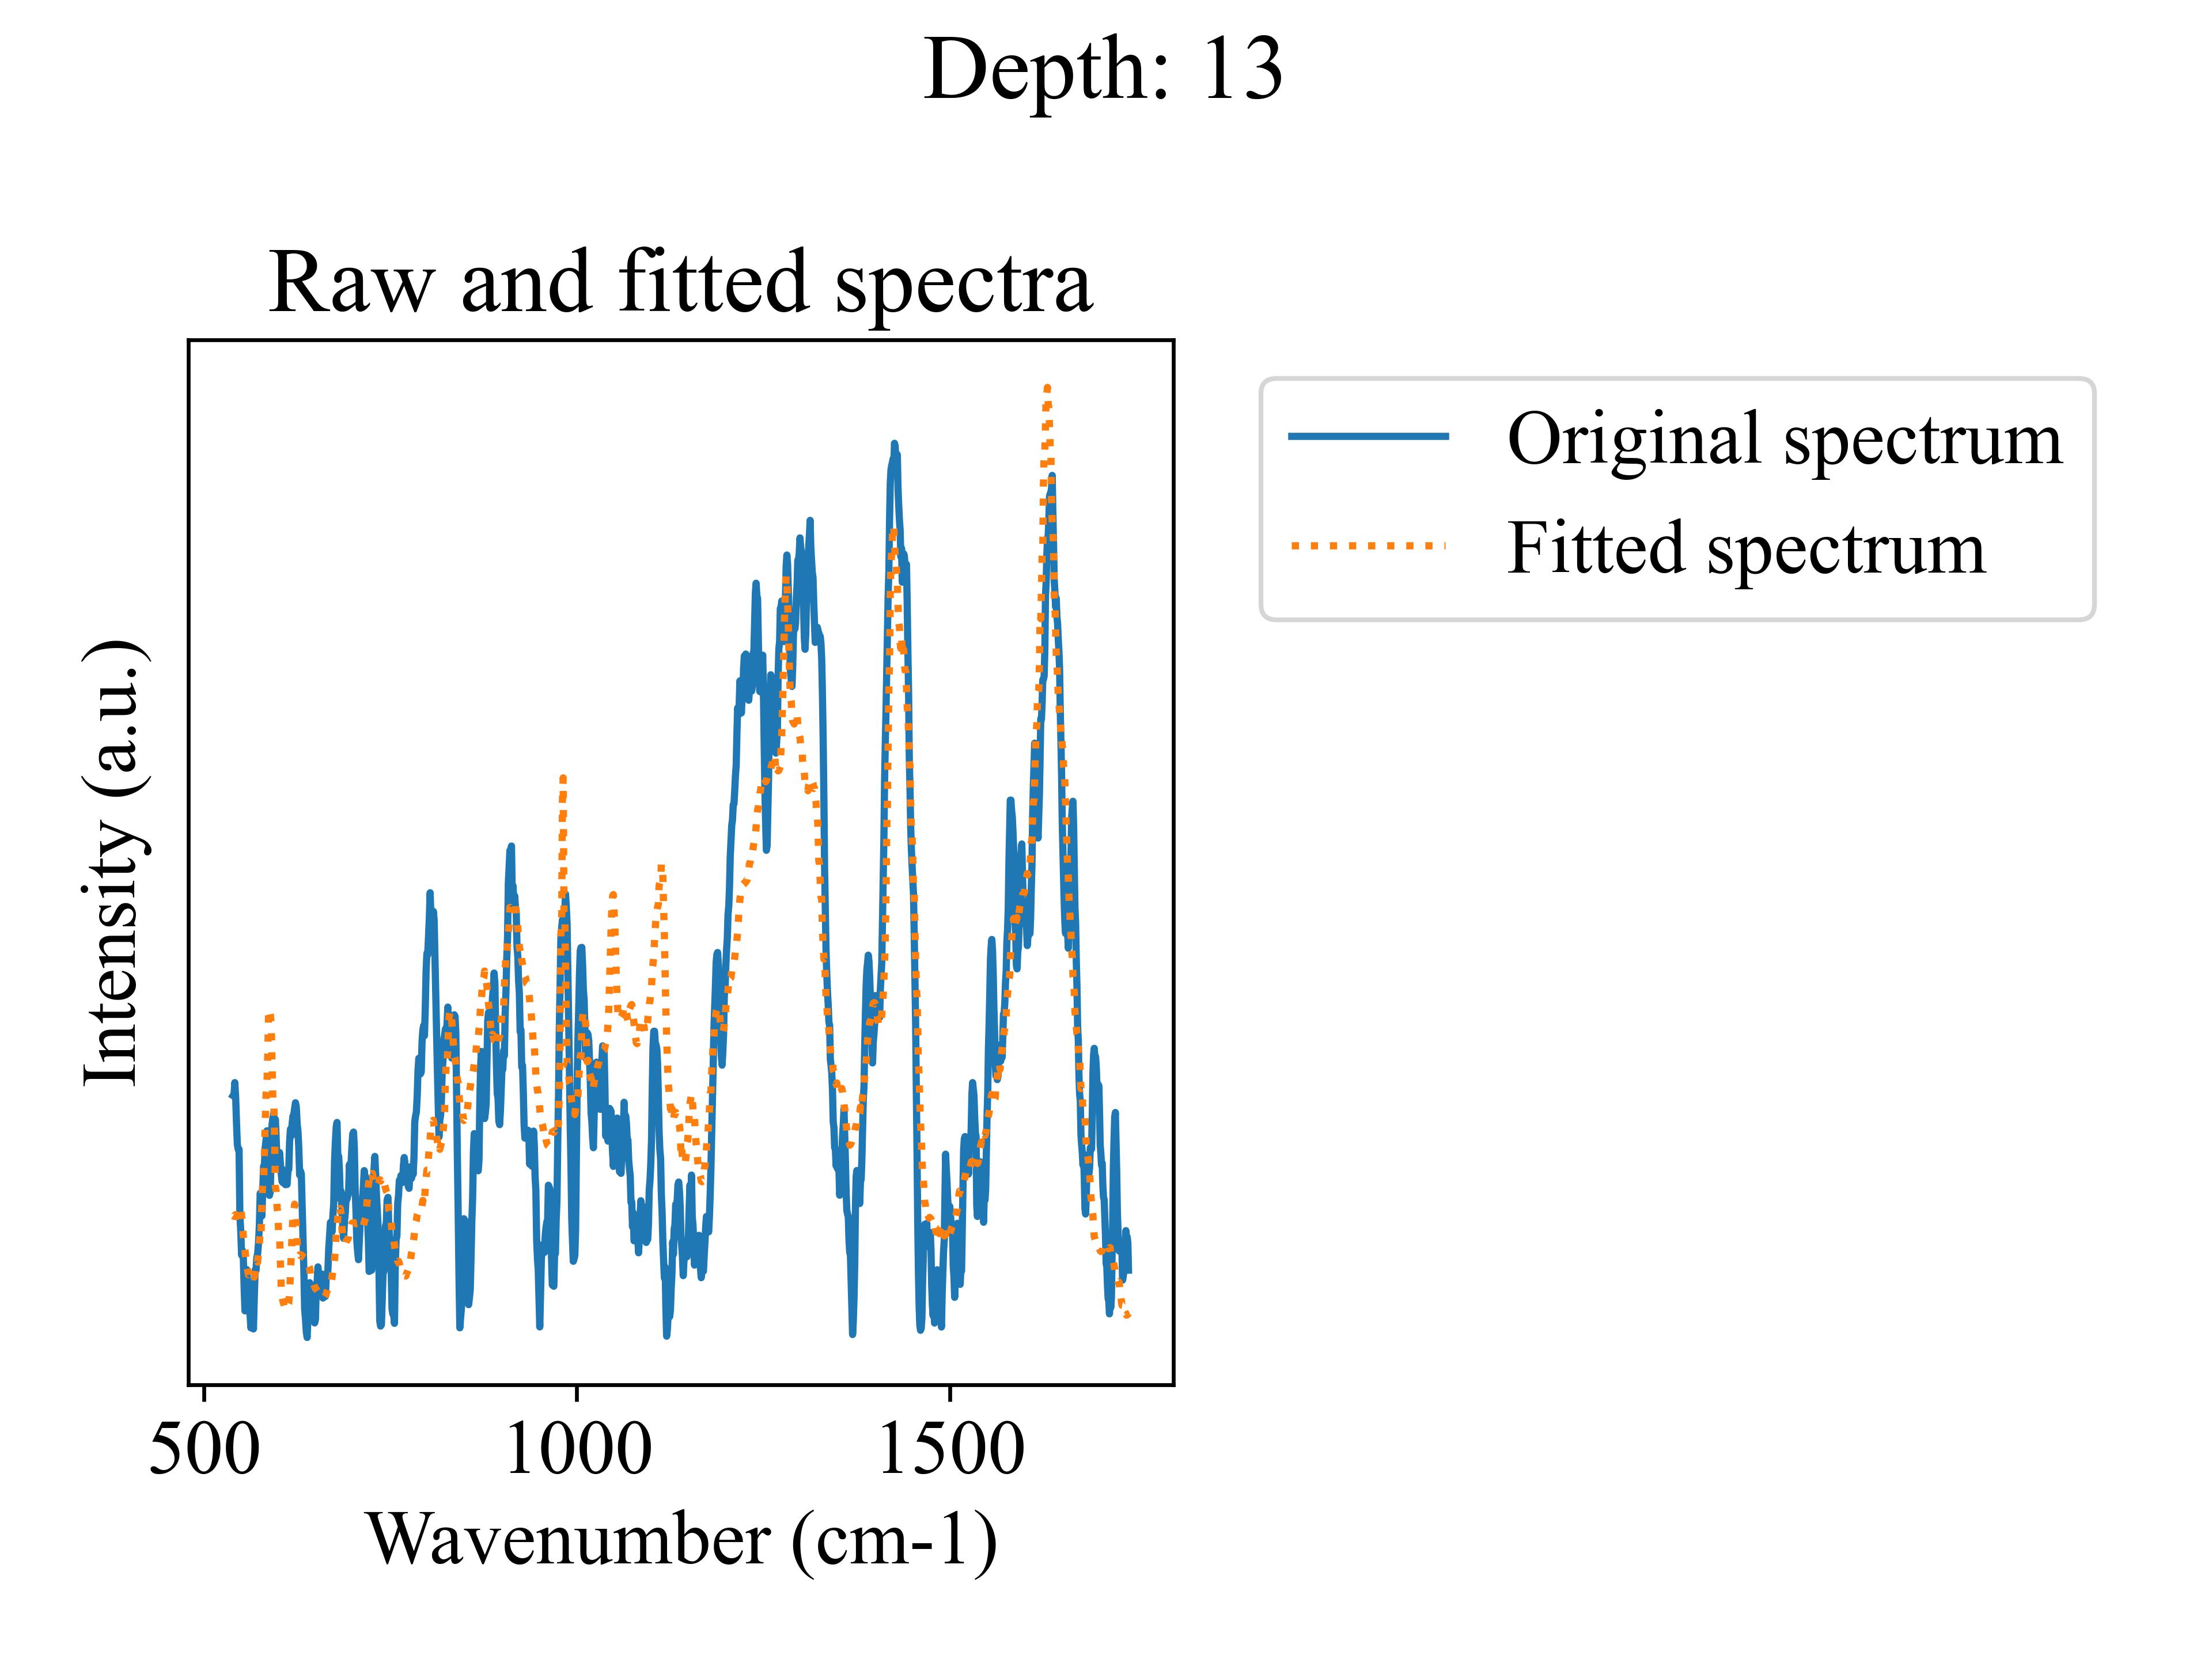 Depth: 13
Raw and fitted spectra
Original spectrum
Fitted spectrum
Intensity (a.u.)
500 1000 1500
Wavenumber (cm-1)